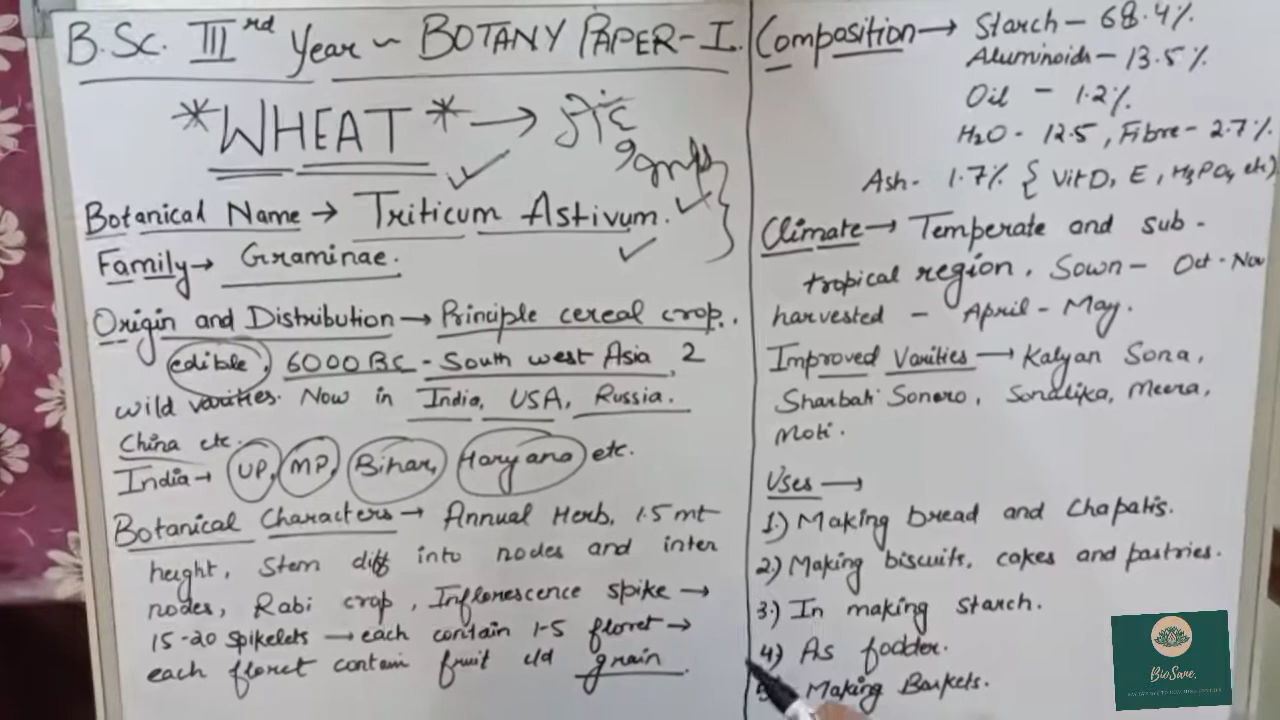 B.Sc. IIIrd Year ~ BOTANY PAPER-I.
*WHEAT* →
Botanical Name → Triticum Astivum.
Family → Graminae.
Origin and Distribution → Principle cereal crop.
edible, 6000 BC - South west Asia, 2
wild varities. Now in India, USA, Russia.
China etc.
India → UP, MP, Bihar, Haryana etc.
Botanical Characters → Annual Herb, 1.5 mt
height, Stem diff into nodes and inter
nodes, Rabi crop, Inflorescence spike →
15-20 spikelets → each contain 1-5 floret →
each floret contain fruit c/d grain.
Composition → Starch - 68.4%
Aluminoids - 13.5%
Oil - 1.2%
H2O - 12.5, Fibre - 2.7%.
Ash - 1.7% { Vit D, E, H3PO4 etc)
Climate → Temperate and sub -
tropical region. Sown - Oct - Nov
harvested - April - May.
Improved Varities → Kalyan Sona,
Sharbati Sonoro, Sonalika, Meera,
Moti.
Uses →
1.) Making bread and Chapatis.
2.) Making biscuits, cakes and pastries.
3.) In making starch.
4.) As fodder.
Making Baskets.
BioSane.